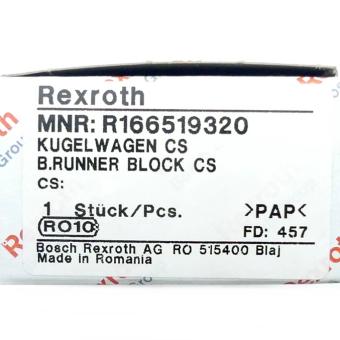 Rexroth
MNR: R166519320
KUGELWAGEN CS
B.RUNNER BLOCK CS
CS:
1 Stück/Pcs. >PAP<
RO10 FD: 457
Bosch Rexroth AG RO 515400 Blaj
Made in Romania